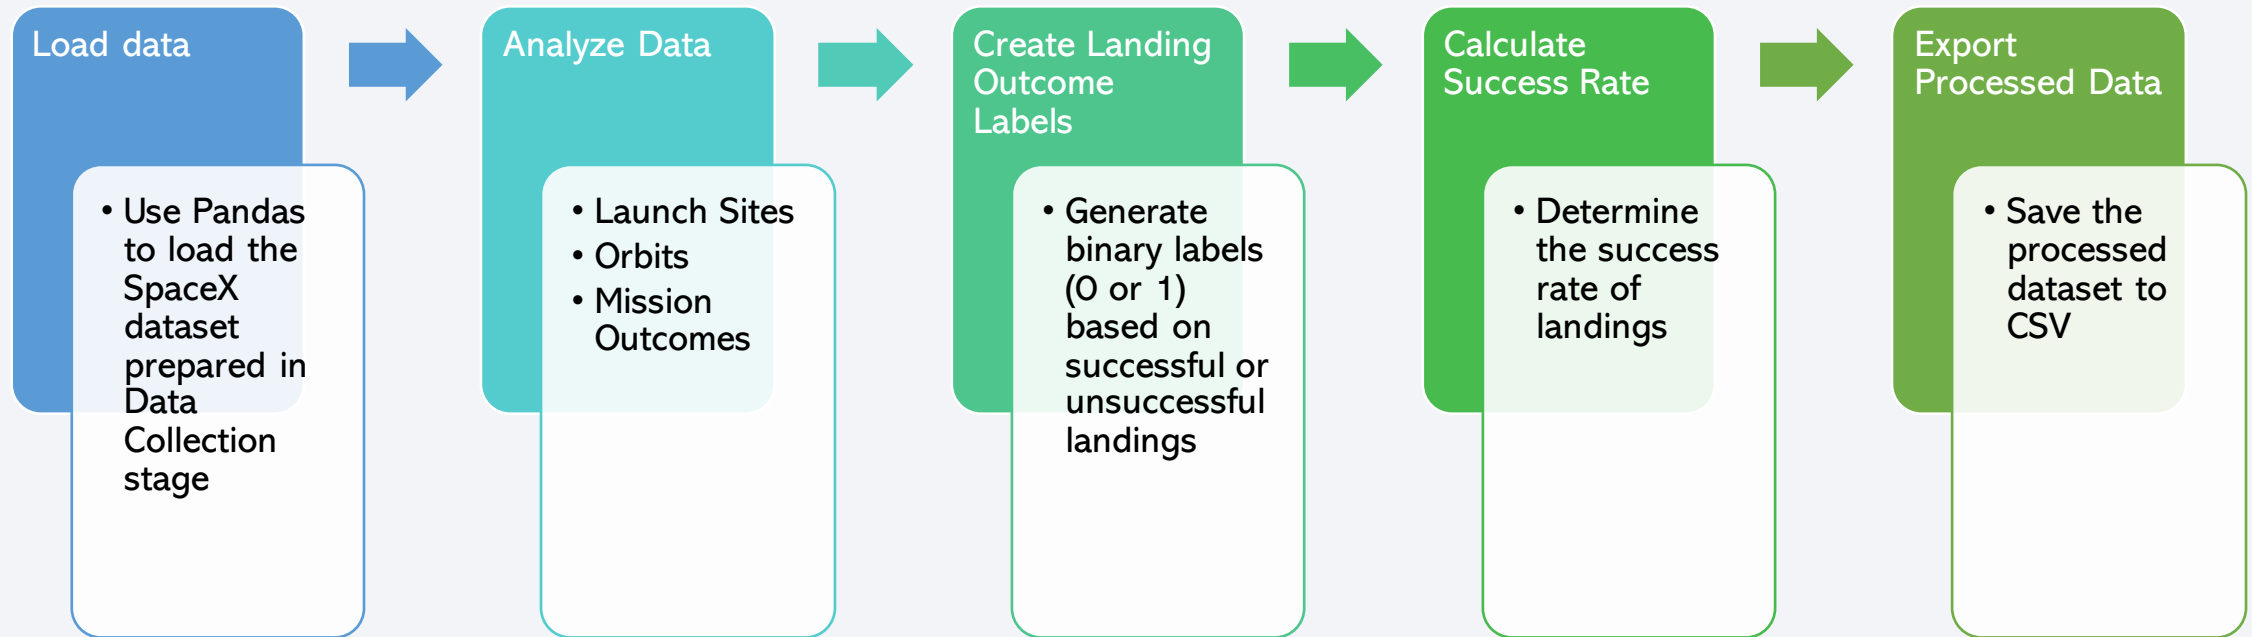 Load data
• Use Pandas
to load the
SpaceX
dataset
prepared in
Data
Collection
stage
Analyze Data
• Launch Sites
• Orbits
• Mission
Outcomes
Create Landing
Outcome
Labels
• Generate
binary labels
(0 or 1)
based on
successful or
unsuccessful
landings
Calculate
Success Rate
• Determine
the success
rate of
landings
Export
Processed Data
• Save the
processed
dataset to
CSV